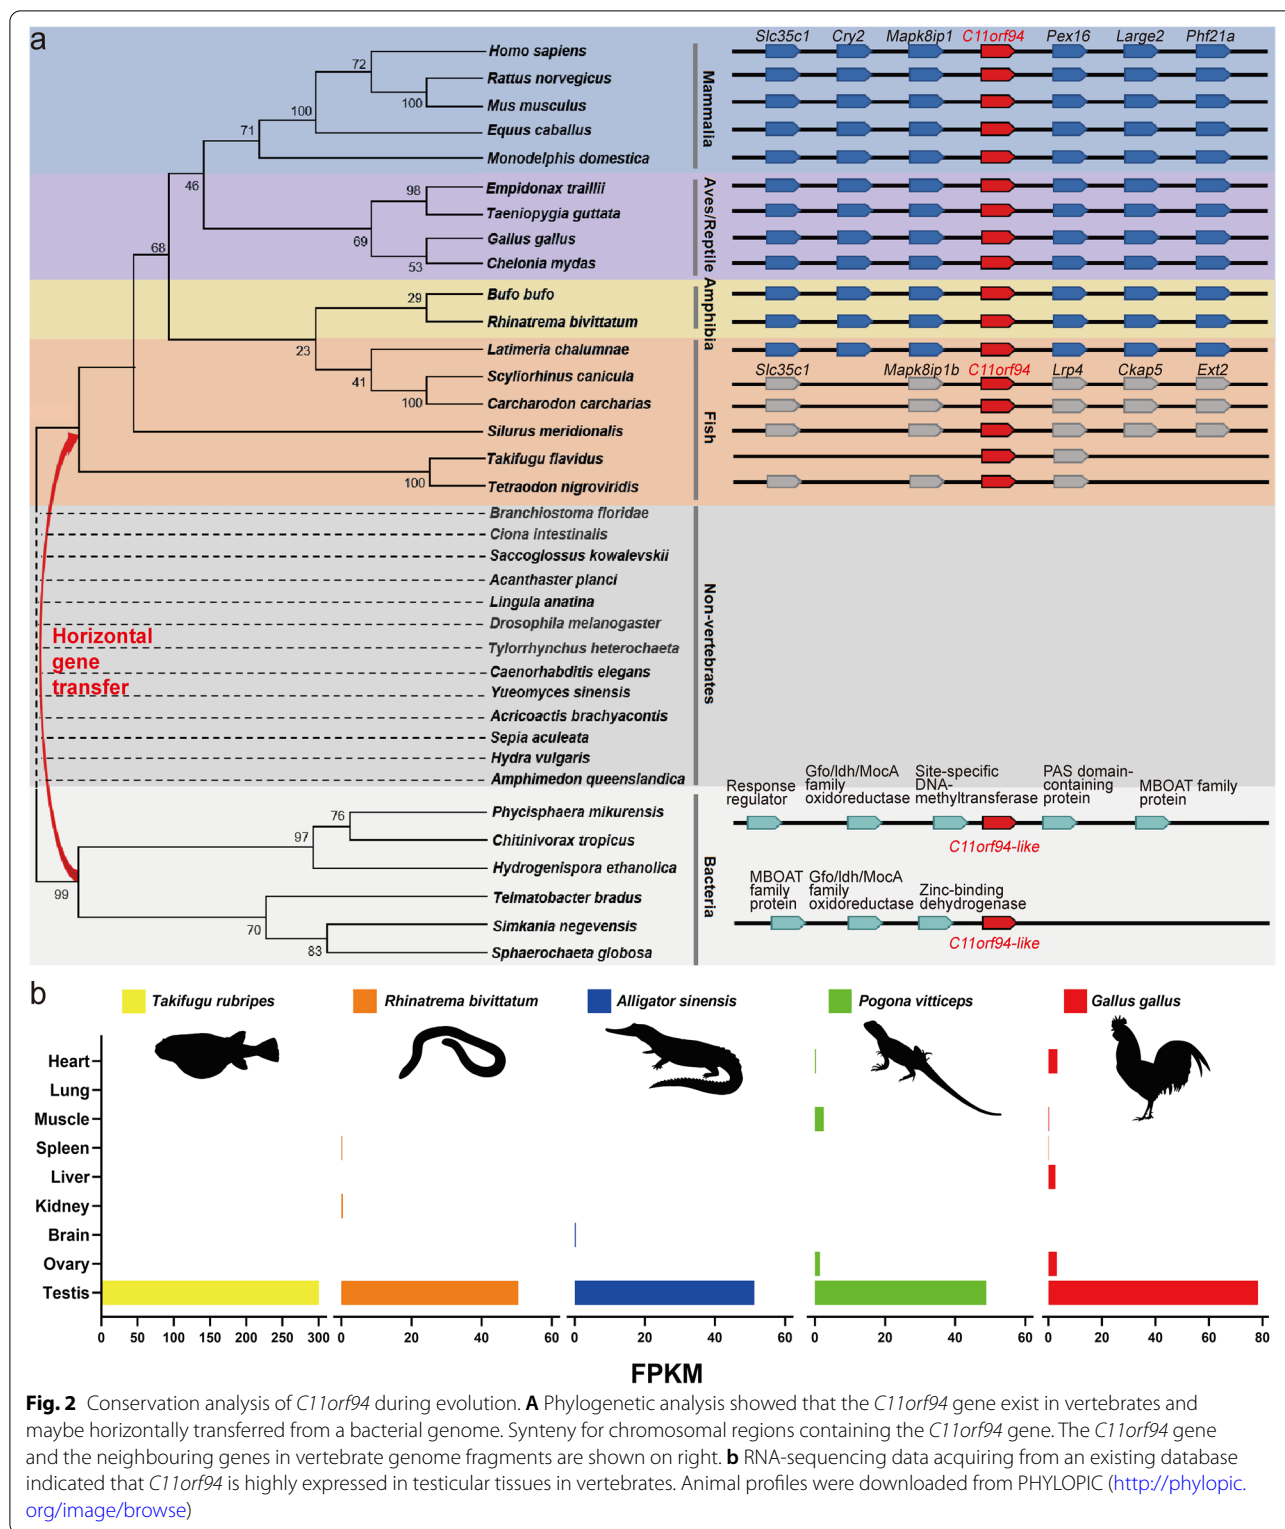 a
Slc35c1 Cry2 Mapk8ip1 C11orf94 Pex16 Large2 Phf21a
Homo sapiens
72
Rattus norvegicus
100
Mus musculus
100
Equus caballus
71
Monodelphis domestica
Mammalia
46
Empidonax traillii
98
Taeniopygia guttata
Gallus gallus
69
Chelonia mydas
53
Aves/Reptile
68
Bufo bufo
29
Rhinatrema bivittatum
Amphibia
23
Latimeria chalumnae
Slc35c1 Mapk8ip1b C11orf94 Lrp4 Ckap5 Ext2
Scyliorhinus canicula
41
Carcharodon carcharias
100
Silurus meridionalis
Takifugu flavidus
Tetraodon nigroviridis
100
Fish
Branchiostoma floridae
Ciona intestinalis
Saccoglossus kowalevskii
Acanthaster planci
Lingula anatina
Drosophila melanogaster
Tylorrhynchus heterochaeta
Caenorhabditis elegans
Yueomyces sinensis
Acricoactis brachyacontis
Sepia aculeata
Hydra vulgaris
Amphimedon queenslandica
Non-vertebrates
Horizontal
gene
transfer
Response
regulator
Gfo/Idh/MocA
family
oxidoreductase
Site-specific
DNA-
methyltransferase
PAS domain-
containing
protein
MBOAT family
protein
C11orf94-like
Phycisphaera mikurensis
76
Chitinivorax tropicus
97
Hydrogenispora ethanolica
99
Telmatobacter bradus
70
Simkania negevensis
83
Sphaerochaeta globosa
Bacteria
MBOAT
family
protein
Gfo/Idh/MocA
family
oxidoreductase
Zinc-binding
dehydrogenase
C11orf94-like
b
Takifugu rubripes Rhinatrema bivittatum Alligator sinensis Pogona vitticeps Gallus gallus
Heart
Lung
Muscle
Spleen
Liver
Kidney
Brain
Ovary
Testis
0 50 100 150 200 250 300 0 20 40 60 0 20 40 60 0 20 40 60 0 20 40 60 80
FPKM
Fig. 2 Conservation analysis of C11orf94 during evolution. A Phylogenetic analysis showed that the C11orf94 gene exist in vertebrates and
maybe horizontally transferred from a bacterial genome. Synteny for chromosomal regions containing the C11orf94 gene. The C11orf94 gene
and the neighbouring genes in vertebrate genome fragments are shown on right. b RNA-sequencing data acquiring from an existing database
indicated that C11orf94 is highly expressed in testicular tissues in vertebrates. Animal profiles were downloaded from PHYLOPIC (http://phylopic.
org/image/browse)